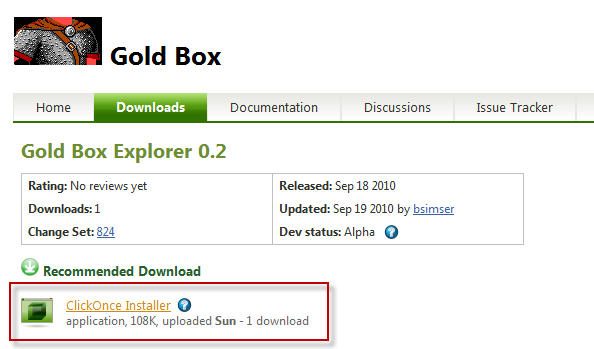 Gold Box
Home Downloads Documentation Discussions Issue Tracker
Gold Box Explorer 0.2
Rating: No reviews yet Released: Sep 18 2010
Downloads: 1 Updated: Sep 19 2010 by bsimser
Change Set: 824 Dev status: Alpha ?
Recommended Download
ClickOnce Installer ?
application, 108K, uploaded Sun - 1 download